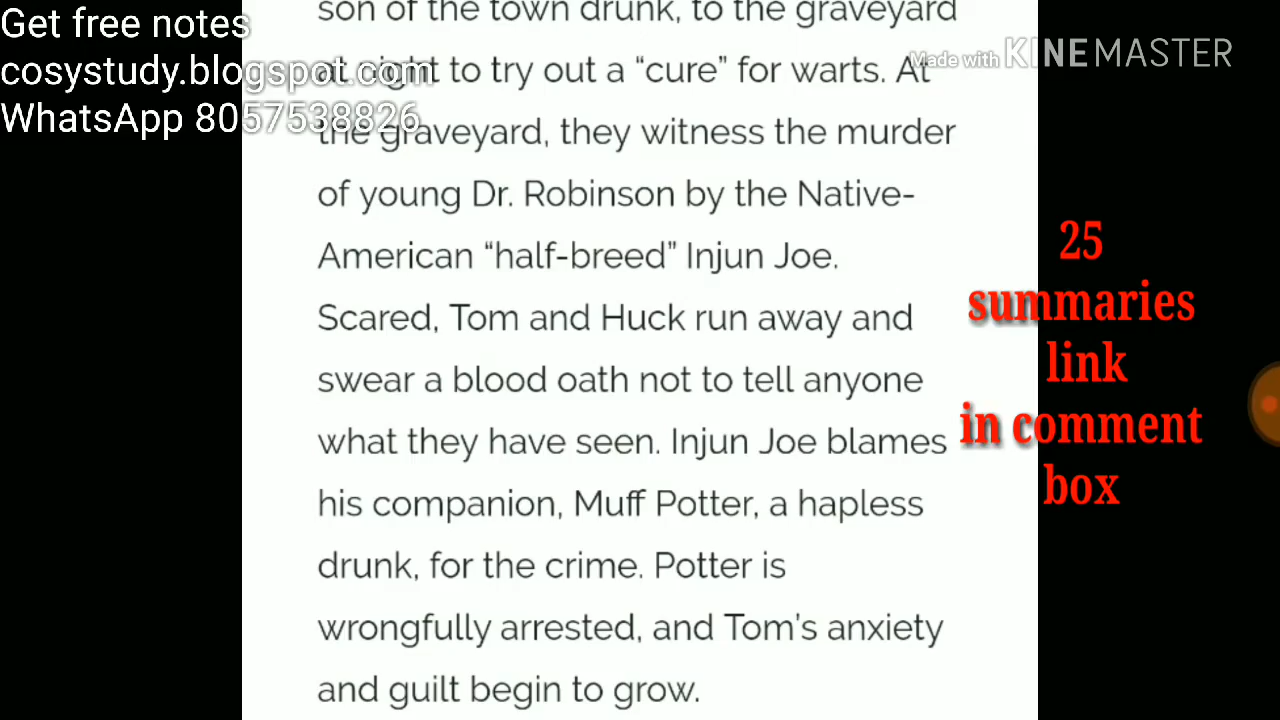 Get free notes
cosystudy.blogspot.com
WhatsApp 8057538826
Made with KINEMASTER
son of the town drunk, to the graveyard
at night to try out a “cure” for warts. At
the graveyard, they witness the murder
of young Dr. Robinson by the Native-
American “half-breed” Injun Joe.
Scared, Tom and Huck run away and
swear a blood oath not to tell anyone
what they have seen. Injun Joe blames
his companion, Muff Potter, a hapless
drunk, for the crime. Potter is
wrongfully arrested, and Tom’s anxiety
and guilt begin to grow.
25
summaries
link
in comment
box